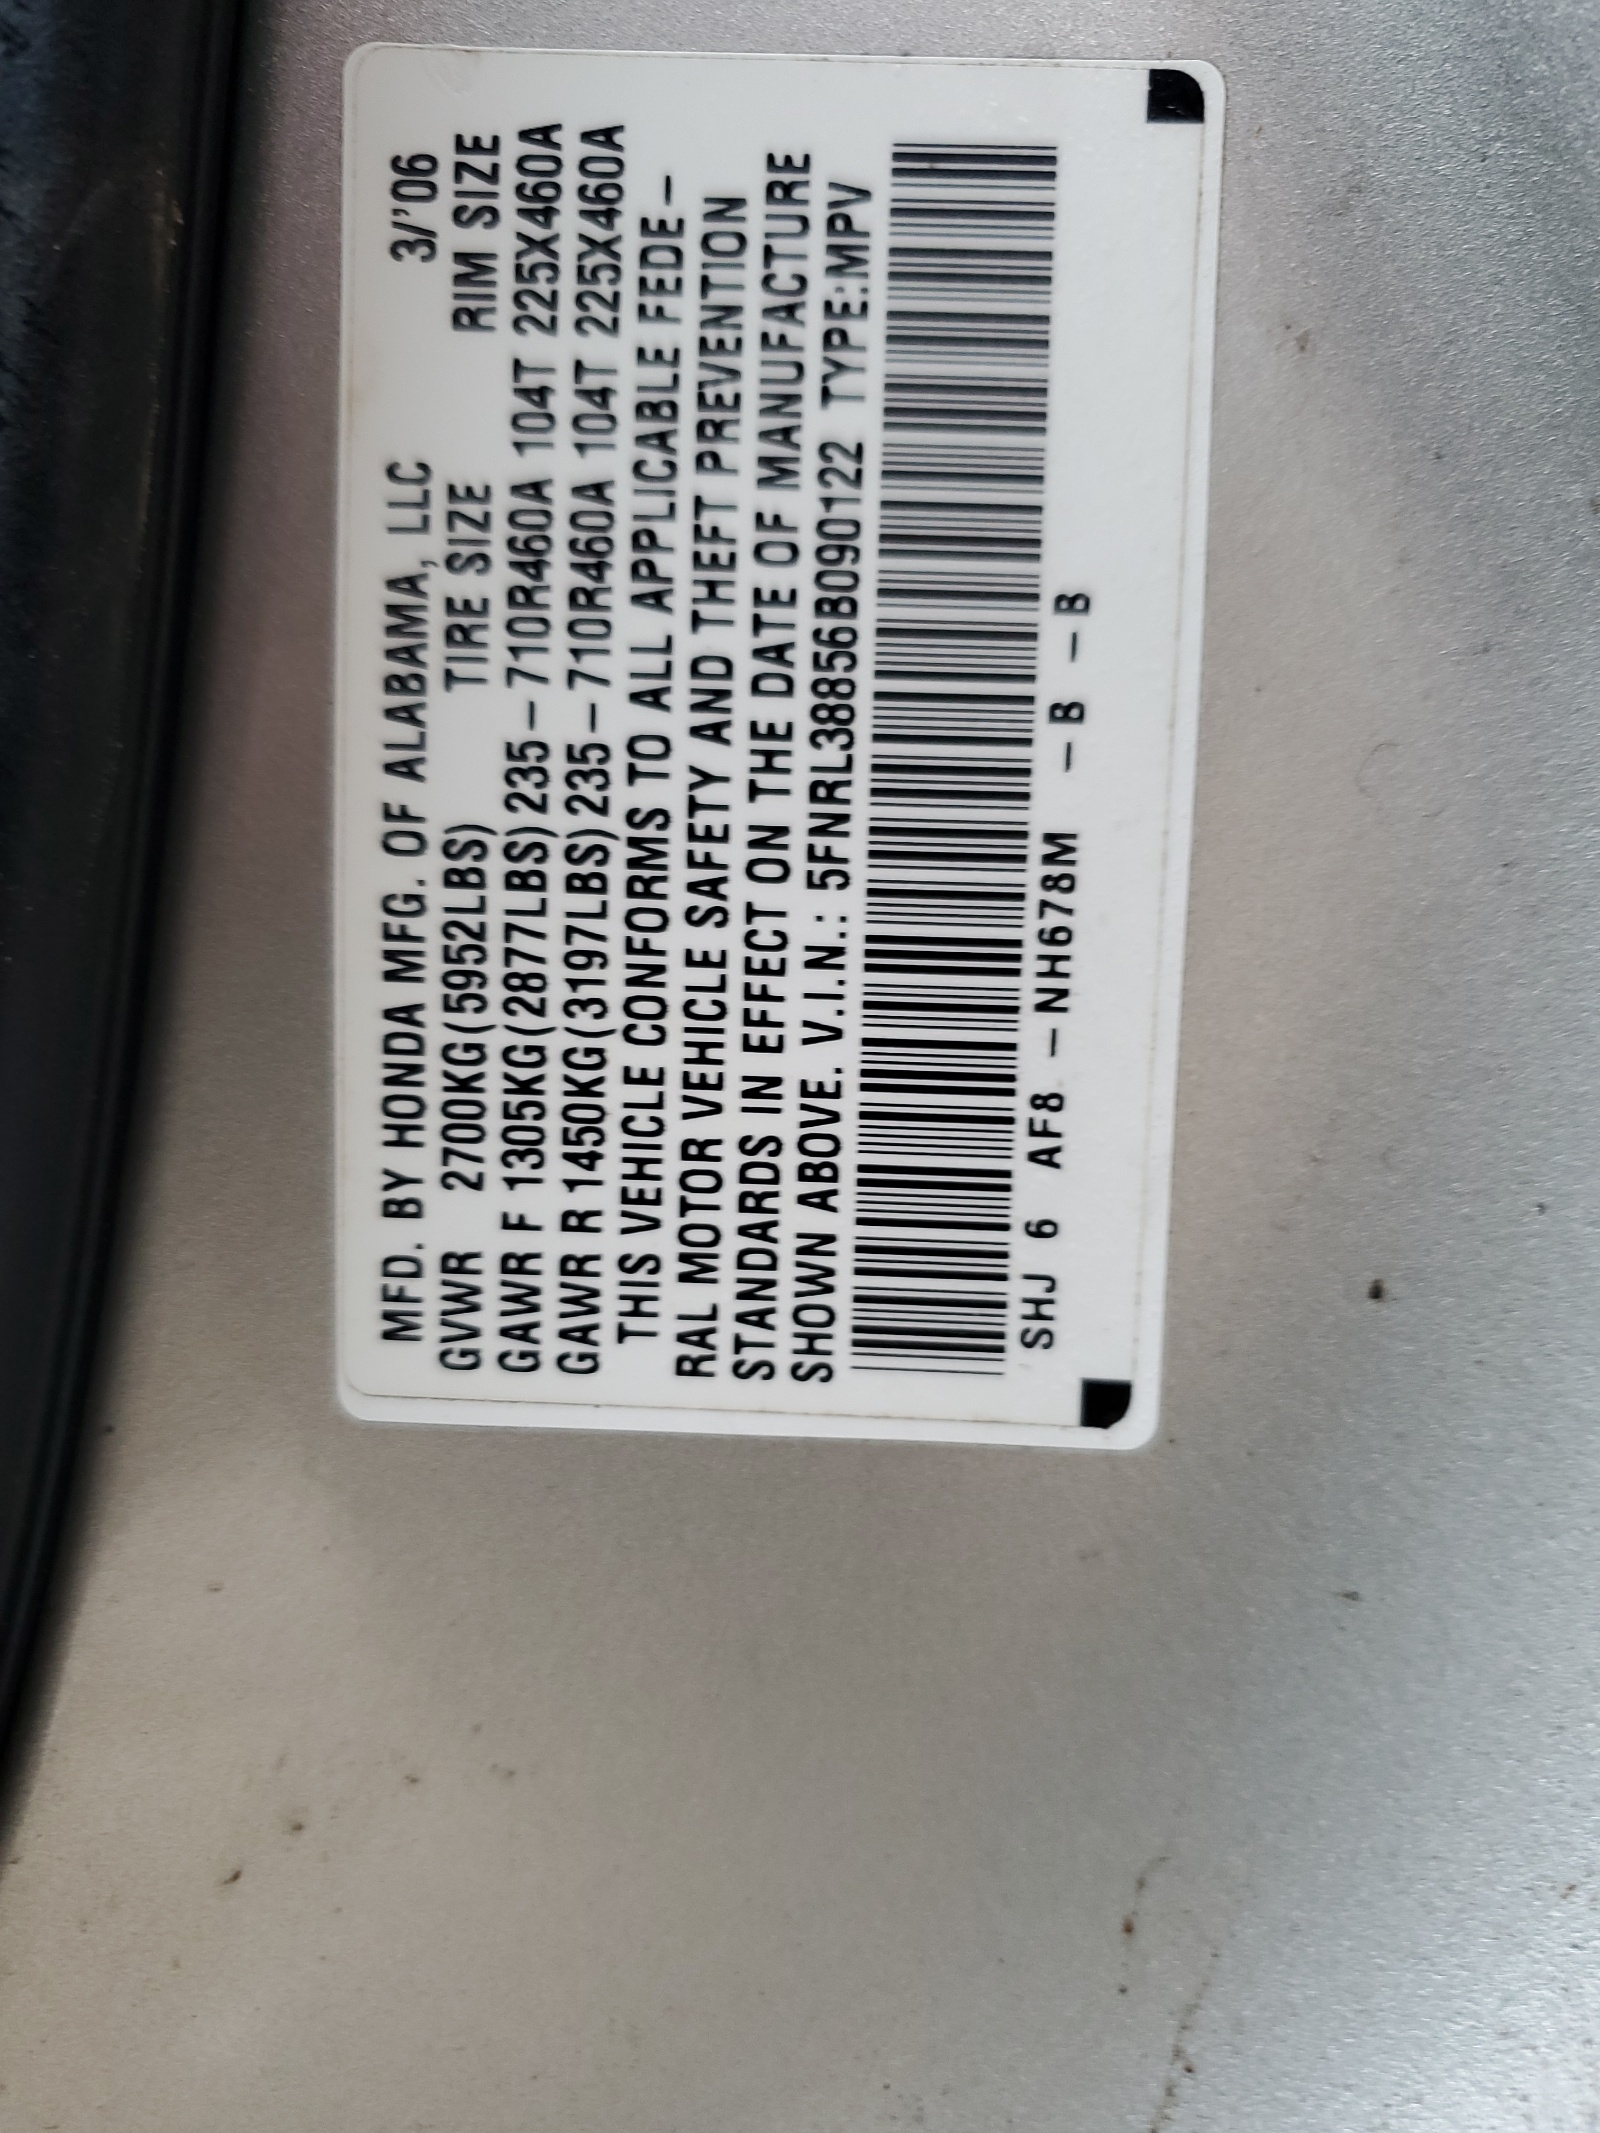 MFD. BY HONDA MFG. OF ALABAMA, LLC 3/'06
GVWR 2700KG(5952LBS) TIRE SIZE RIM SIZE
GAWR F 1305KG(2877LBS)235-710R460A 104T 225X460A
GAWR R 1450KG(3197LBS)235-710R460A 104T 225X460A
THIS VEHICLE CONFORMS TO ALL APPLICABLE FEDE-
RAL MOTOR VEHICLE SAFETY AND THEFT PREVENTION
STANDARDS IN EFFECT ON THE DATE OF MANUFACTURE
SHOWN ABOVE. V.I.N.: 5FNRL38856B090122 TYPE:MPV
SHJ 6 AF8 -NH678M -B -B